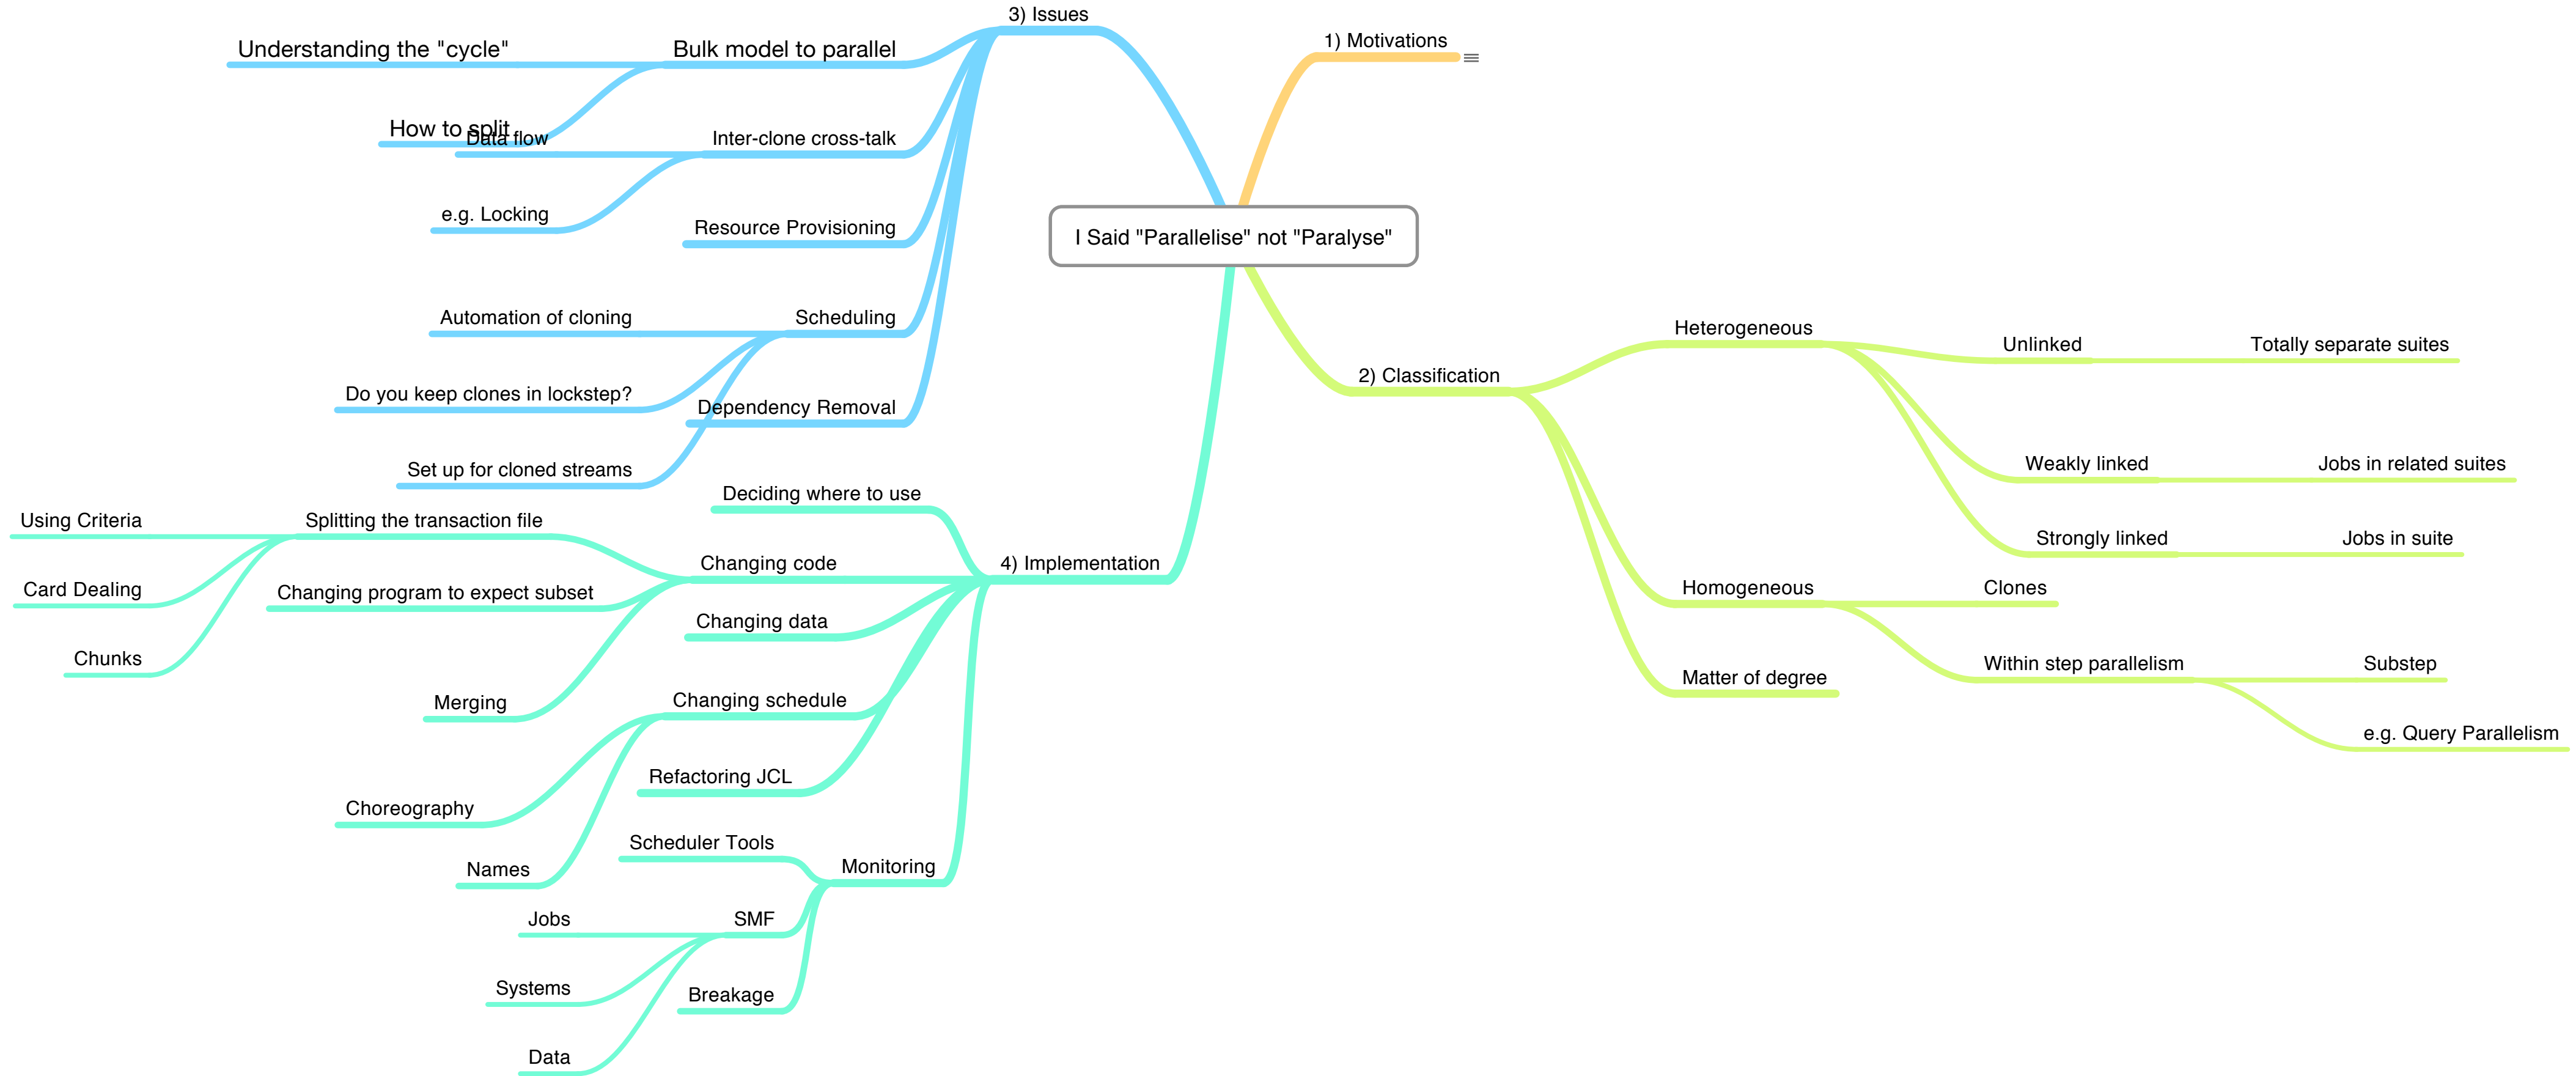 I Said "Parallelise" not "Paralyse"
1) Motivations
2) Classification
Heterogeneous
Unlinked
Totally separate suites
Weakly linked
Jobs in related suites
Strongly linked
Jobs in suite
Homogeneous
Clones
Within step parallelism
Substep
e.g. Query Parallelism
Matter of degree
3) Issues
Bulk model to parallel
Understanding the "cycle"
How to split
Inter-clone cross-talk
Data flow
e.g. Locking
Resource Provisioning
Scheduling
Automation of cloning
Do you keep clones in lockstep?
Set up for cloned streams
Dependency Removal
4) Implementation
Deciding where to use
Changing code
Splitting the transaction file
Using Criteria
Card Dealing
Chunks
Changing program to expect subset
Merging
Changing data
Changing schedule
Choreography
Names
Refactoring JCL
Monitoring
Scheduler Tools
SMF
Jobs
Systems
Data
Breakage